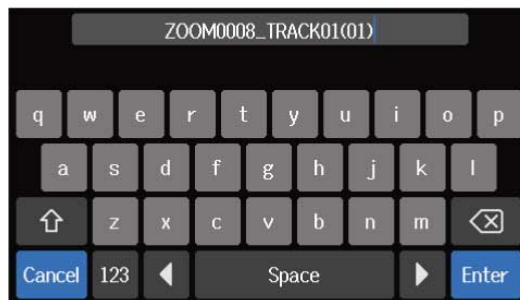 ZOOM0008_TRACK01(01)
q w e r t y u i o p
a s d f g h j k l
z x c v b n m
Cancel 123 Space Enter